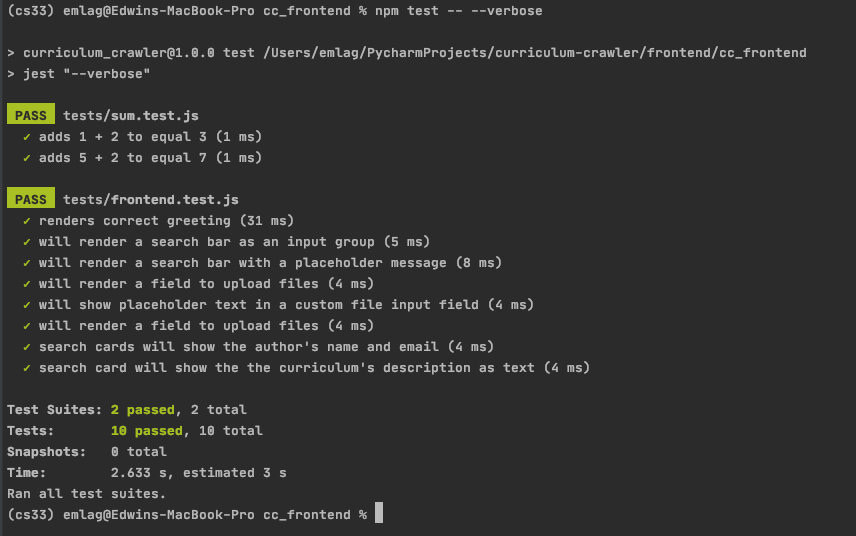 (cs33) emlag@Edwins-MacBook-Pro cc_frontend % npm test -- --verbose
> curriculum_crawler@1.0.0 test /Users/emlag/PycharmProjects/curriculum-crawler/frontend/cc_frontend
> jest "--verbose"
PASS tests/sum.test.js
✓ adds 1 + 2 to equal 3 (1 ms)
✓ adds 5 + 2 to equal 7 (1 ms)
PASS tests/frontend.test.js
✓ renders correct greeting (31 ms)
✓ will render a search bar as an input group (5 ms)
✓ will render a search bar with a placeholder message (8 ms)
✓ will render a field to upload files (4 ms)
✓ will show placeholder text in a custom file input field (4 ms)
✓ will render a field to upload files (4 ms)
✓ search cards will show the author's name and email (4 ms)
✓ search card will show the the curriculum's description as text (4 ms)
Test Suites: 2 passed, 2 total
Tests: 10 passed, 10 total
Snapshots: 0 total
Time: 2.633 s, estimated 3 s
Ran all test suites.
(cs33) emlag@Edwins-MacBook-Pro cc_frontend %